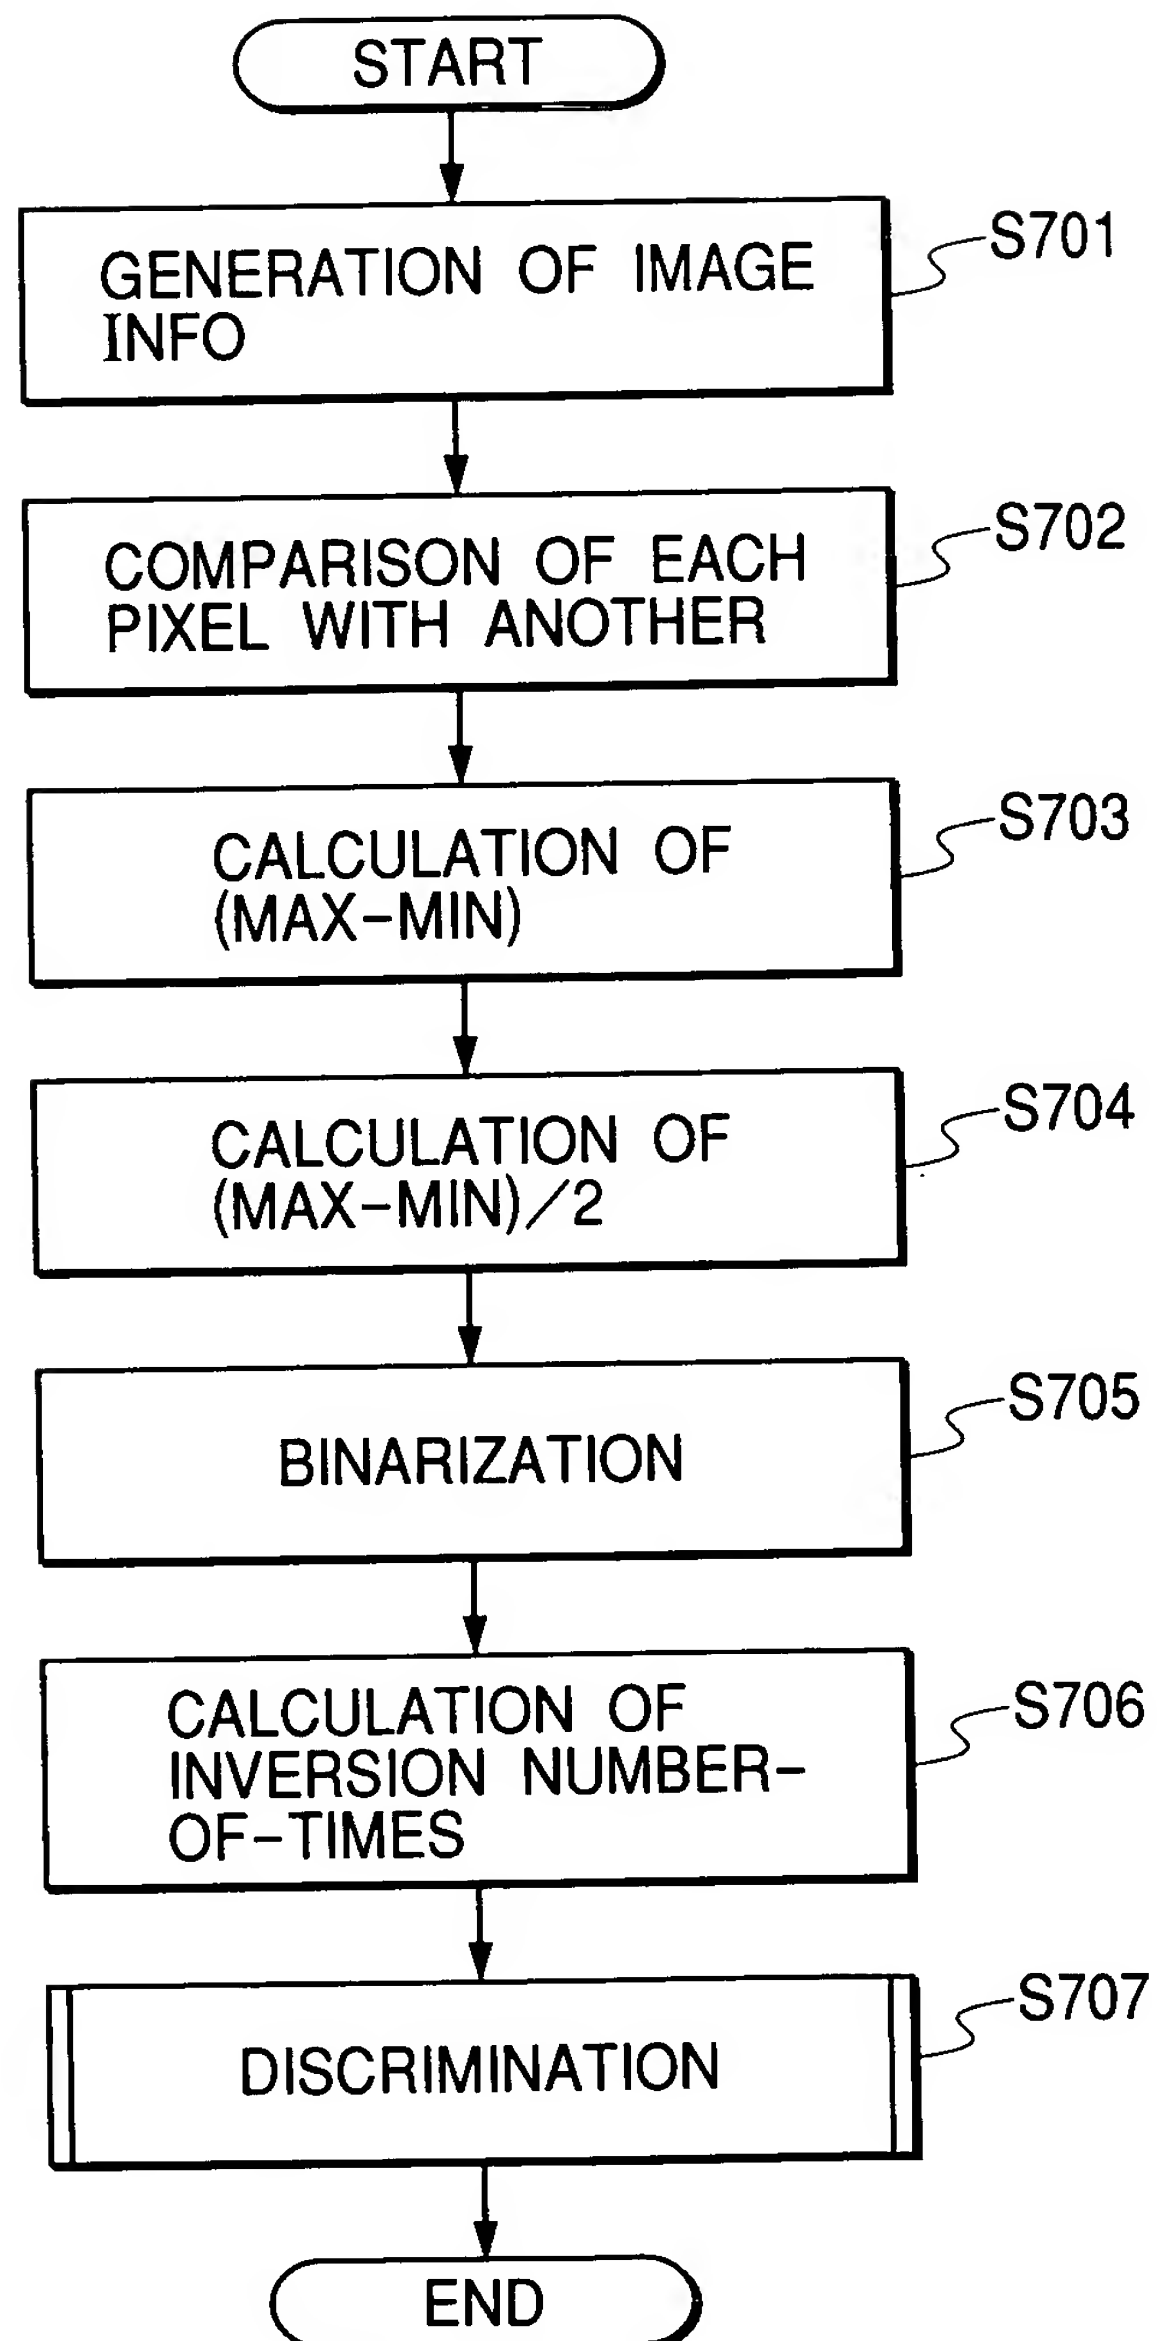 START
GENERATION OF IMAGE
INFO
S701
COMPARISON OF EACH
PIXEL WITH ANOTHER
S702
CALCULATION OF
(MAX-MIN)
S703
CALCULATION OF
(MAX-MIN)/2
S704
BINARIZATION
S705
CALCULATION OF
INVERSION NUMBER-
OF-TIMES
S706
DISCRIMINATION
S707
END